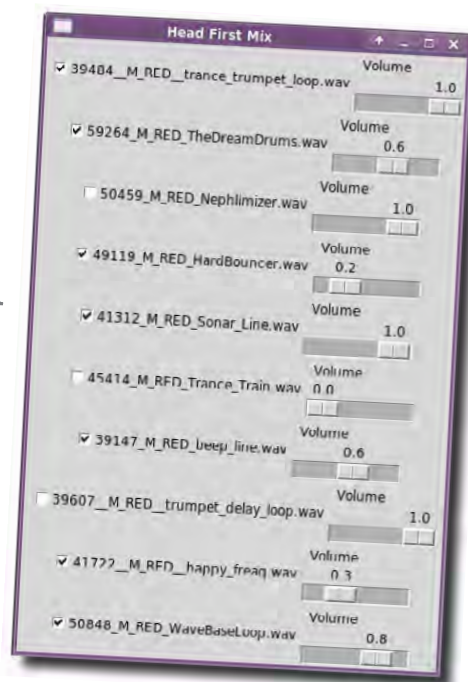 Head First Mix
Volume
39404__M_RED__trance_trumpet_loop.wav 1.0
Volume
59264_M_RED_TheDreamDrums.wav 0.6
Volume
50459_M_RED_Nephlimizer.wav 1.0
Volume
49119_M_RED_HardBouncer.wav 0.2
Volume
41312_M_RED_Sonar_Line.wav 1.0
Volume
45414_M_RED_Trance_Train.wav 0.0
Volume
39147_M_RED_beep_line.wav 0.6
Volume
39607__M_RED__trumpet_delay_loop.wav 1.0
Volume
41722__M_RED__happy_freaq.wav 0.3
Volume
50848_M_RED_WaveBaseLoop.wav 0.8